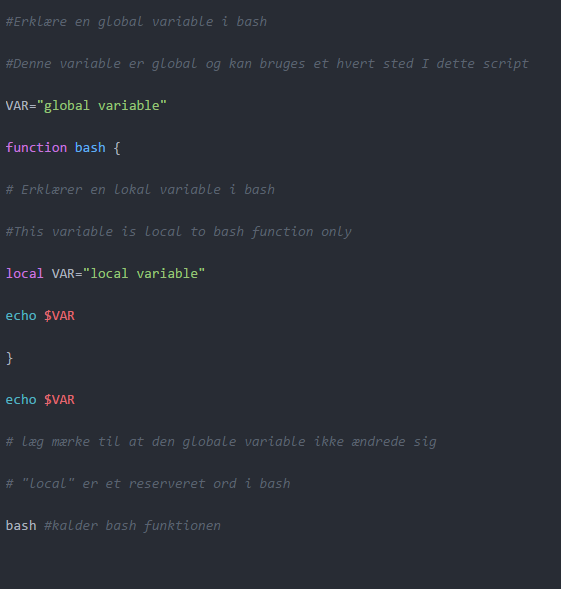 #Erklære en global variable i bash
#Denne variable er global og kan bruges et hvert sted I dette script
VAR="global variable"
function bash {
# Erklærer en lokal variable i bash
#This variable is local to bash function only
local VAR="local variable"
echo $VAR
}
echo $VAR
# læg mærke til at den globale variable ikke ændrede sig
# "local" er et reserveret ord i bash
bash #kalder bash funktionen